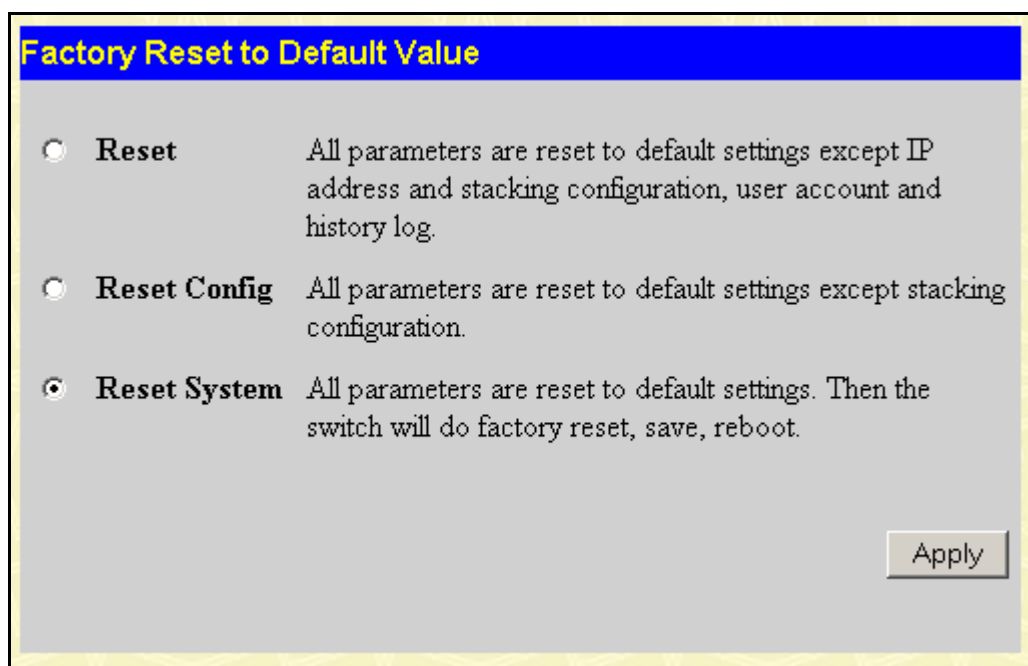 Factory Reset to Default Value
Reset All parameters are reset to default settings except IP
address and stacking configuration, user account and
history log.
Reset Config All parameters are reset to default settings except stacking
configuration.
Reset System All parameters are reset to default settings. Then the
switch will do factory reset, save, reboot.
Apply